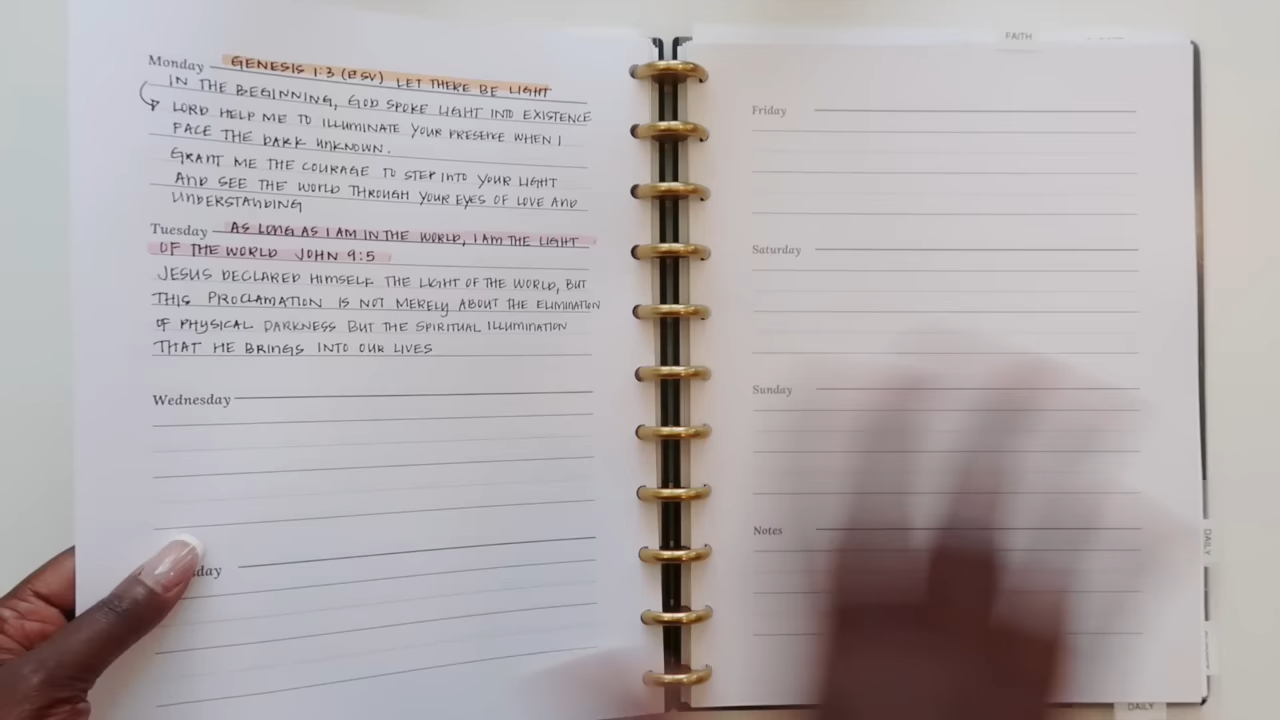 Monday GENESIS 1:3 (ESV) LET THERE BE LIGHT
IN THE BEGINNING, GOD SPOKE LIGHT INTO EXISTENCE
LORD HELP ME TO ILLUMINATE YOUR PRESENCE WHEN I
FACE THE DARK UNKNOWN.
GRANT ME THE COURAGE TO STEP INTO YOUR LIGHT
AND SEE THE WORLD THROUGH YOUR EYES OF LOVE AND
UNDERSTANDING
Tuesday AS LONG AS I AM IN THE WORLD, I AM THE LIGHT
OF THE WORLD JOHN 9:5
JESUS DECLARED HIMSELF THE LIGHT OF THE WORLD, BUT
THIS PROCLAMATION IS NOT MERELY ABOUT THE ELIMINATION
OF PHYSICAL DARKNESS BUT THE SPIRITUAL ILLUMINATION
THAT HE BRINGS INTO OUR LIVES
Wednesday
day
FAITH
Friday
Saturday
Sunday
Notes
DAILY
DAILY